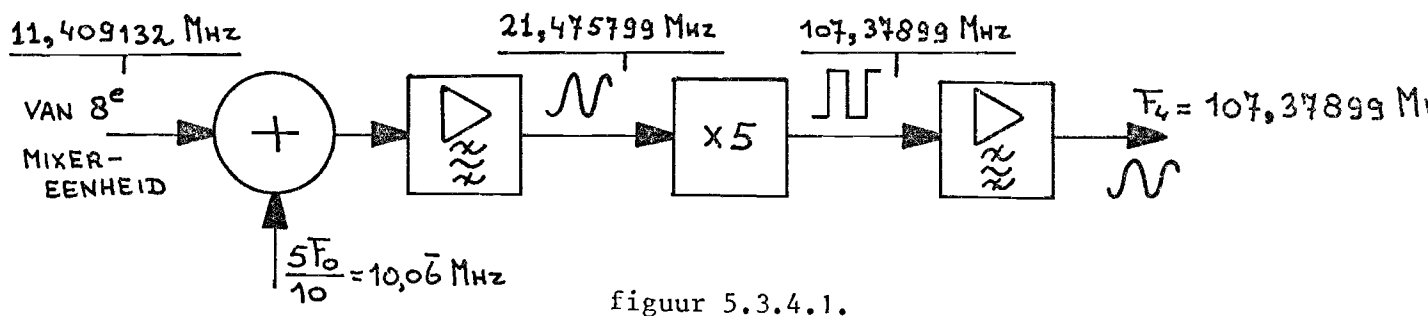 11,409132 MHz
21,475799 MHz
107,37899 MHz
VAN 8e
MIXER-
EENHEID
+
x5
F4 = 107,37899 M
5F0
10
=10,06̅ MHz
figuur 5.3.4.1.